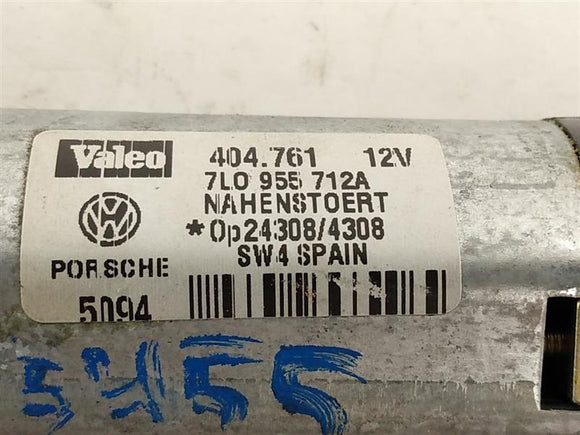 Valeo 404.761 12V
7L0 955 712A
NAHENSTOERT
*Op24308/4308
PORSCHE SW4 SPAIN
5094
5455